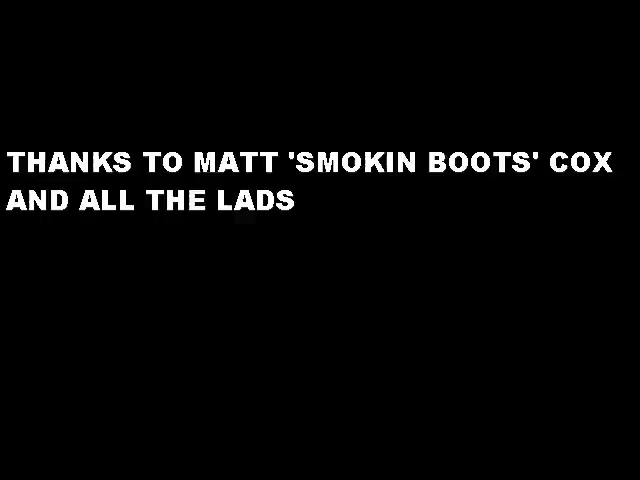 THANKS TO MATT 'SMOKIN BOOTS' COX
AND ALL THE LADS